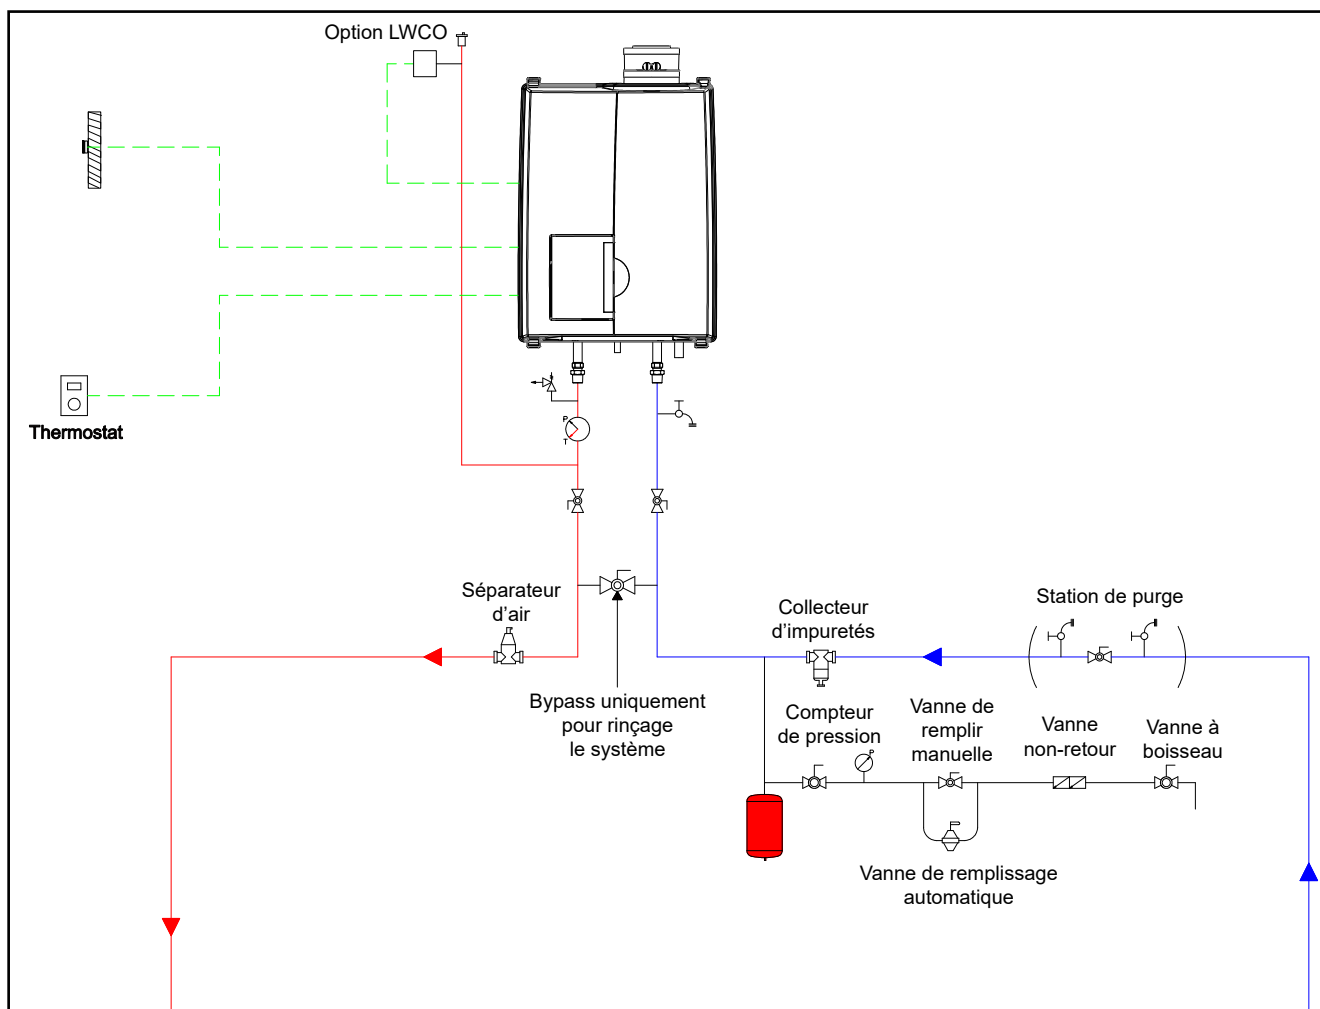 Option LWCO
Thermostat
P
T
Séparateur
d’air
Bypass uniquement
pour rinçage
le système
Collecteur
d’impuretés
Station de purge
Compteur
de pression
P
Vanne de
remplir
manuelle
Vanne
non-retour
Vanne à
boisseau
Vanne de remplissage
automatique